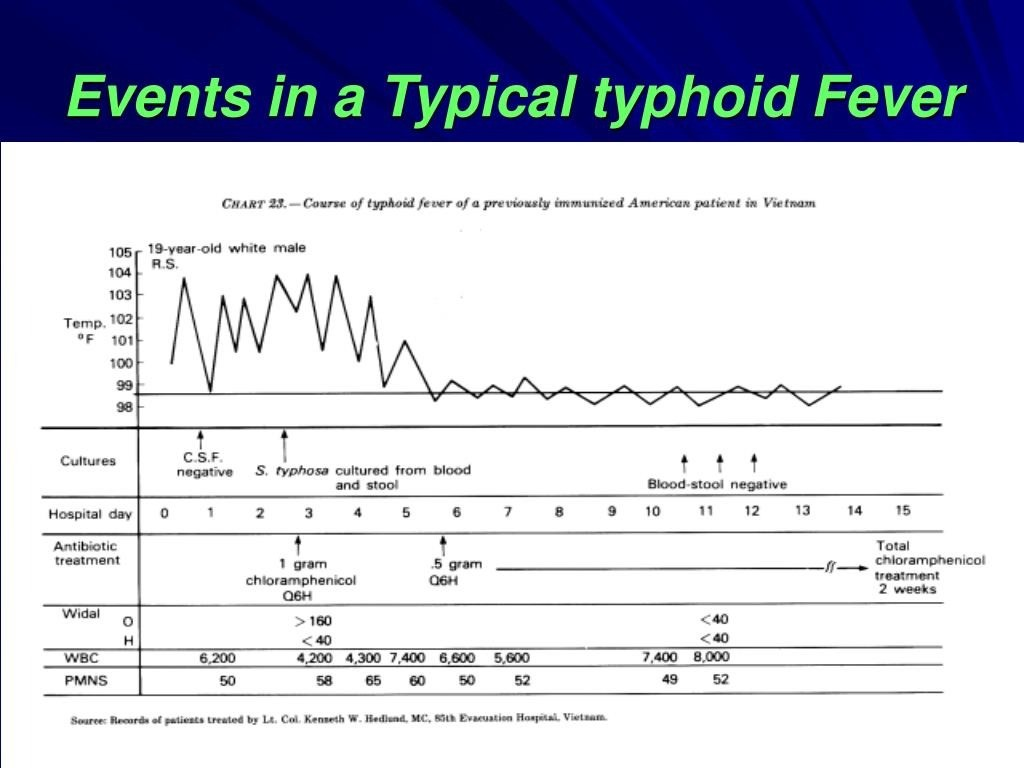 Events in a Typical typhoid Fever
CHART 23.—Course of typhoid fever of a previously immunized American patient in Vietnam
19-year-old white male
R.S.
105
104
103
102
101
100
99
98
Temp.
°F
Cultures
C.S.F.
negative
S. typhosa cultured from blood
and stool
Blood-stool negative
Hospital day 0 1 2 3 4 5 6 7 8 9 10 11 12 13 14 15
Antibiotic
treatment
1 gram
chloramphenicol
Q6H
.5 gram
Q6H
ff
Total
chloramphenicol
treatment
2 weeks
Widal
O >160 <40
H <40 <40
WBC 6,200 4,200 4,300 7,400 6,600 5,600 7,400 8,000
PMNS 50 58 65 60 50 52 49 52
Source: Records of patients treated by Lt. Col. Kenneth W. Hedlund, MC, 85th Evacuation Hospital, Vietnam.